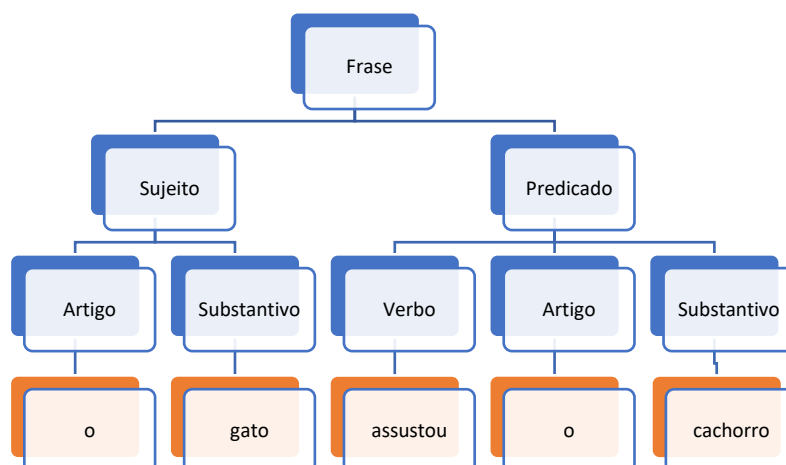 Frase
Sujeito
Predicado
Artigo
Substantivo
Verbo
Artigo
Substantivo
o
gato
assustou
o
cachorro